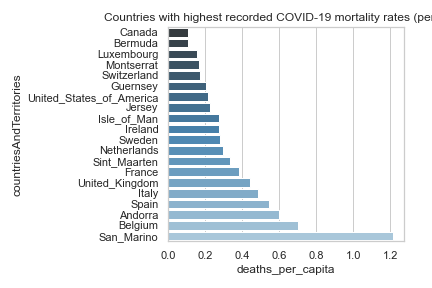 Countries with highest recorded COVID-19 mortality rates (per
Canada
Bermuda
Luxembourg
Montserrat
Switzerland
Guernsey
United_States_of_America
Jersey
Isle_of_Man
Ireland
Sweden
Netherlands
Sint_Maarten
France
United_Kingdom
Italy
Spain
Andorra
Belgium
San_Marino
countriesAndTerritories
0.0 0.2 0.4 0.6 0.8 1.0 1.2
deaths_per_capita